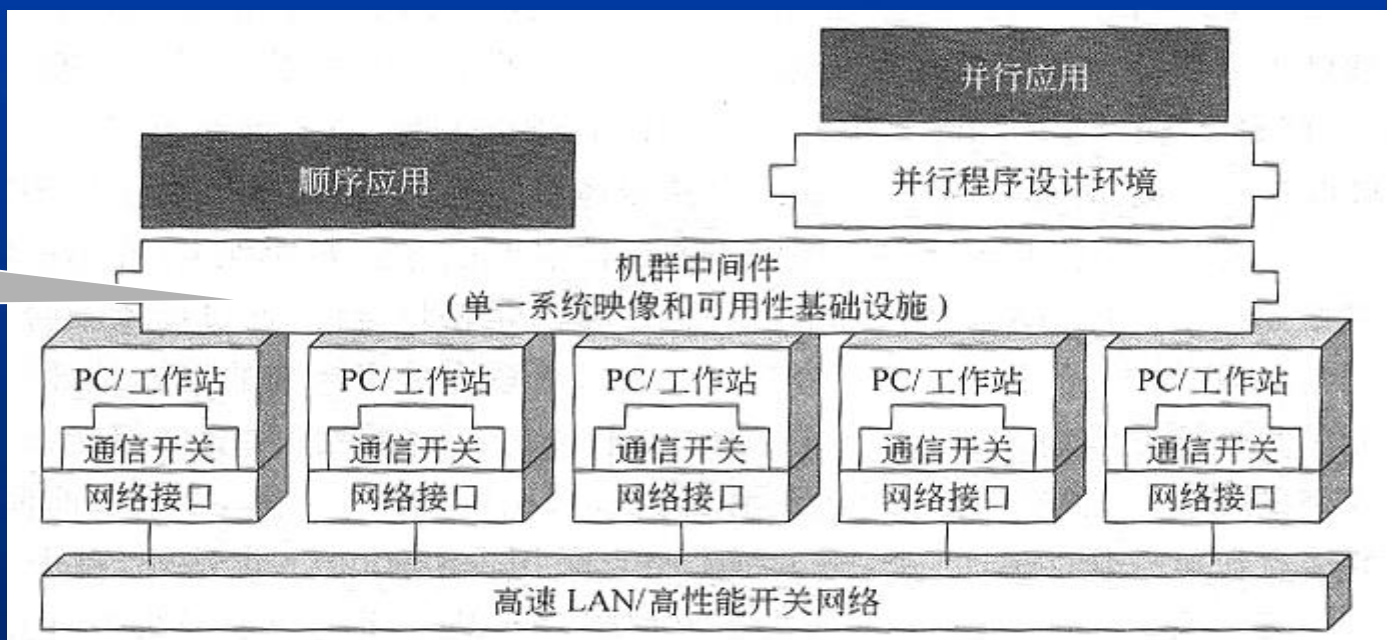 并行应用
顺序应用
并行程序设计环境
机群中间件
(单一系统映像和可用性基础设施)
PC/工作站
PC/工作站
PC/工作站
PC/工作站
PC/工作站
通信开关
通信开关
通信开关
通信开关
通信开关
网络接口
网络接口
网络接口
网络接口
网络接口
高速 LAN/高性能开关网络